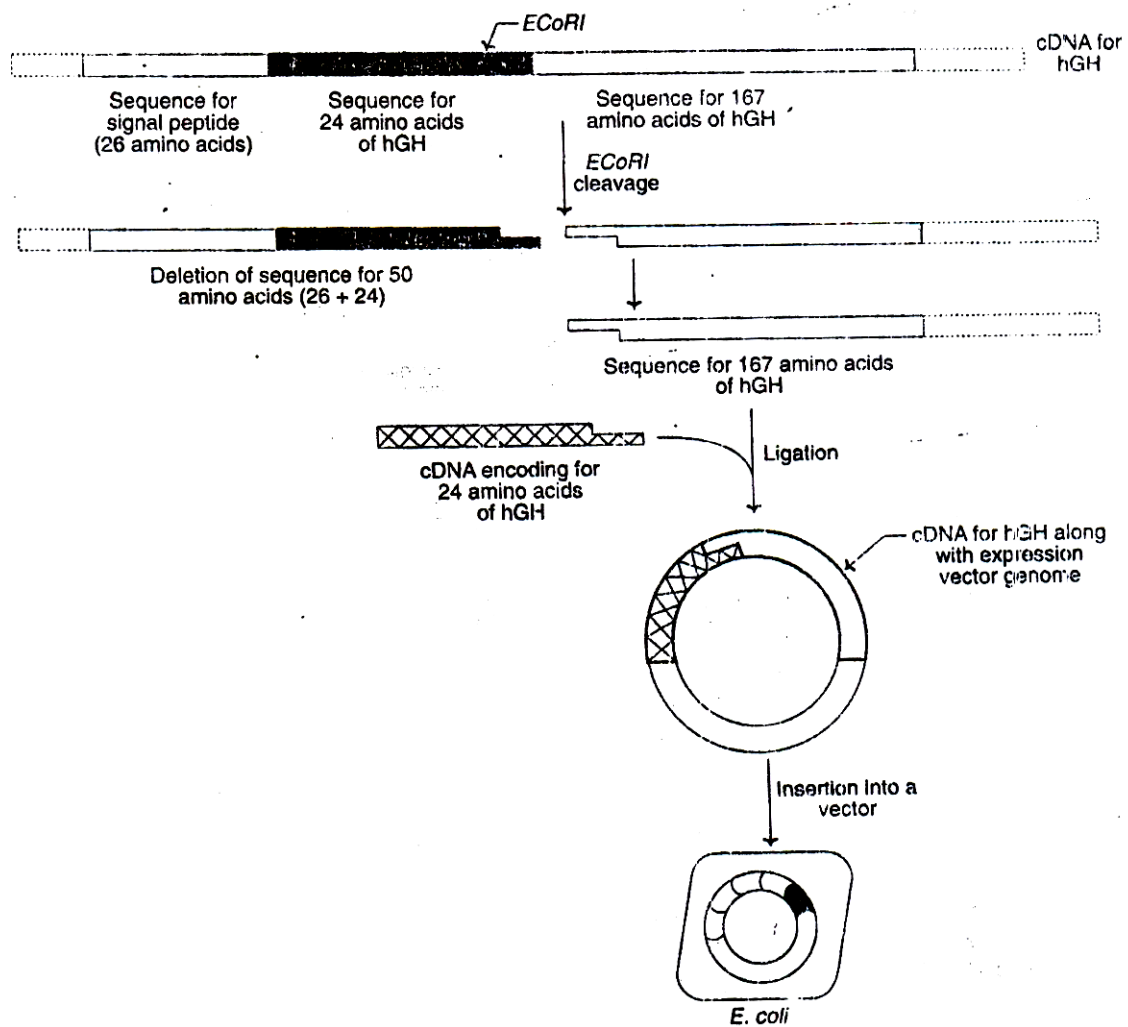 ECoRI
cDNA for
hGH
Sequence for
signal peptide
(26 amino acids)
Sequence for
24 amino acids
of hGH
Sequence for 167
amino acids of hGH
ECoRI
cleavage
Deletion of sequence for 50
amino acids (26 + 24)
Sequence for 167 amino acids
of hGH
cDNA encoding for
24 amino acids
of hGH
Ligation
cDNA for hGH along
with expression
vector genome
Insertion into a
vector
E. coli